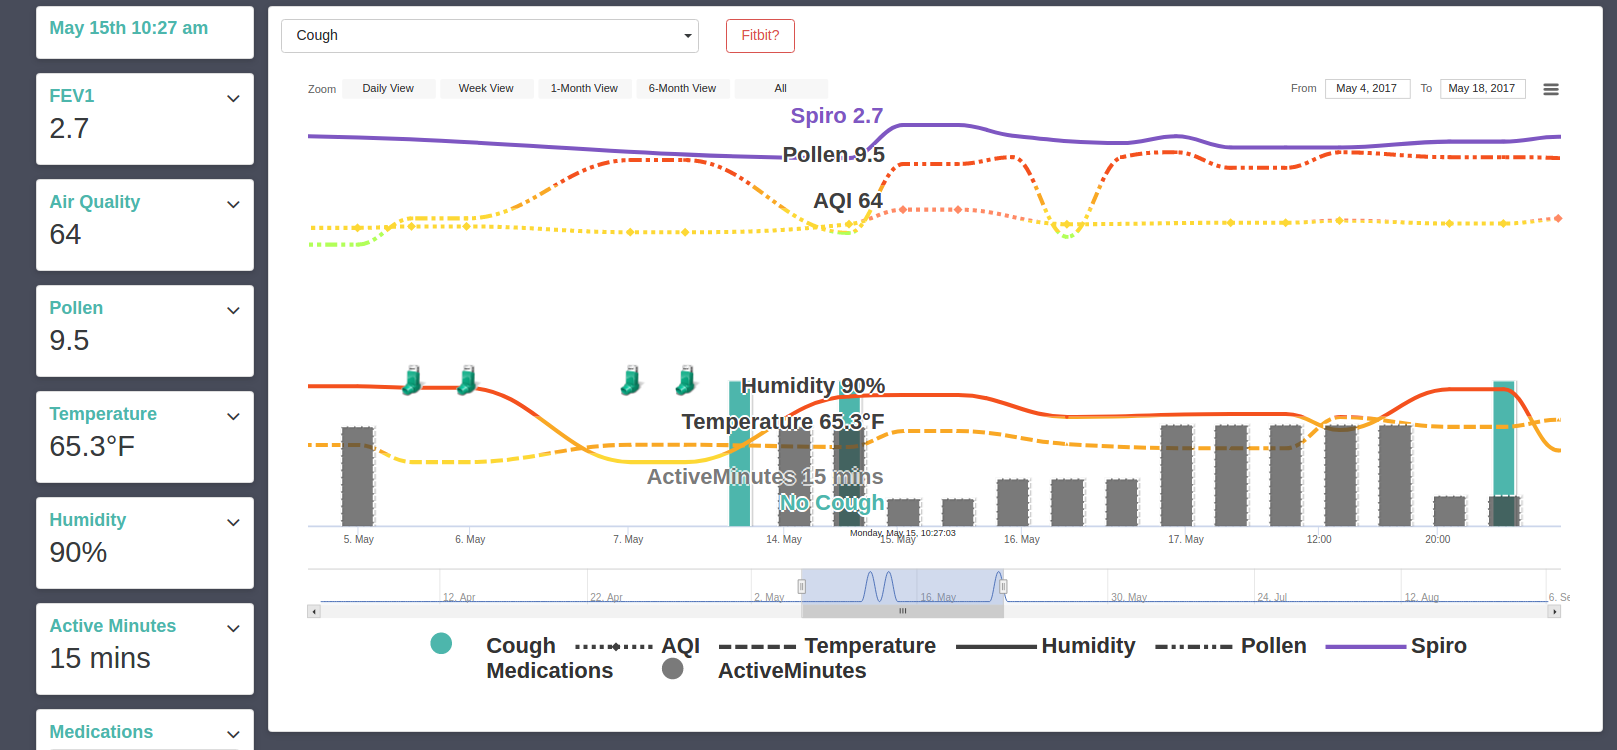 May 15th 10:27 am
FEV1
2.7
Air Quality
64
Pollen
9.5
Temperature
65.3°F
Humidity
90%
Active Minutes
15 mins
Medications
Cough
Fitbit?
Zoom Daily View Week View 1-Month View 6-Month View All From May 4, 2017 To May 18, 2017
Spiro 2.7
Pollen 9.5
AQI 64
Humidity 90%
Temperature 65.3°F
ActiveMinutes 15 mins
No Cough
Monday, May 15, 10:27:03
5. May 6. May 7. May 14. May 15. May 16. May 17. May 12:00 20:00
12. Apr 22. Apr 2. May 16. May 30. May 24. Jul 12. Aug 6. Se
Cough AQI Temperature Humidity Pollen Spiro
Medications ActiveMinutes